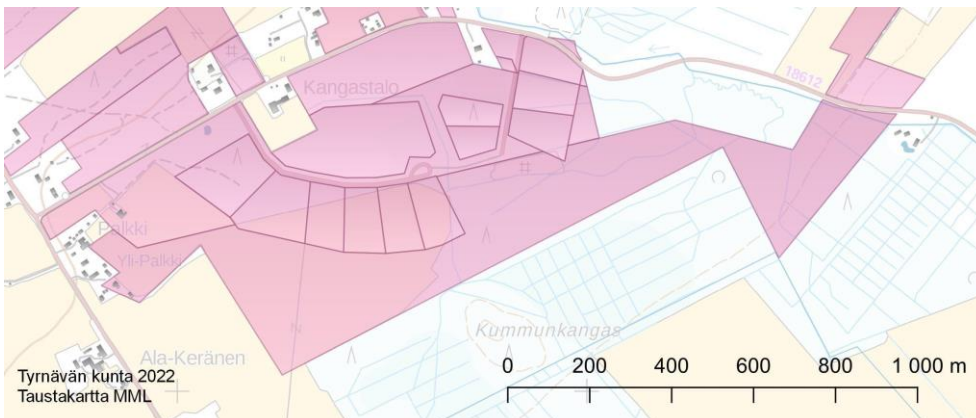 Kangastalo
18612
Palkki
Yli-Palkki
Kummunkangas
Ala-Keränen
0 200 400 600 800 1 000 m
Tyrnävän kunta 2022
Taustakartta MML